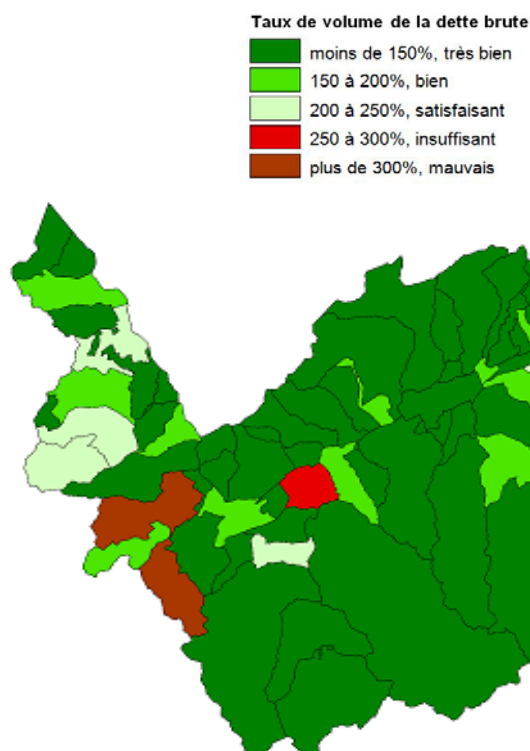 Taux de volume de la dette brute
moins de 150%, très bien
150 à 200%, bien
200 à 250%, satisfaisant
250 à 300%, insuffisant
plus de 300%, mauvais